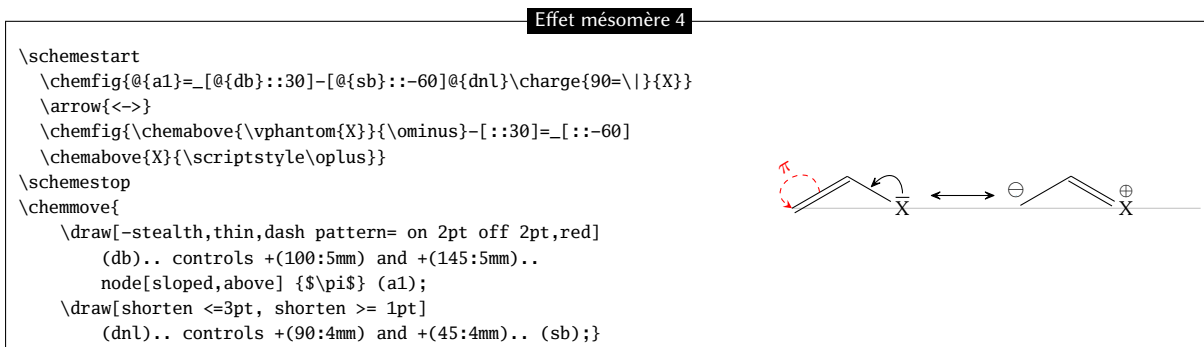 Effet mésomère 4
\schemestart
  \chemfig{@{a1}=_[@{db}::30]-[@{sb}::-60]@{dnl}\charge{90=\|}{X}}
  \arrow{<->}
  \chemfig{\chemabove{\vphantom{X}}{\ominus}-[::30]=_[::-60]
  \chemabove{X}{\scriptstyle\oplus}}
\schemestop
\chemmove{
    \draw[-stealth,thin,dash pattern= on 2pt off 2pt,red]
        (db).. controls +(100:5mm) and +(145:5mm)..
        node[sloped,above] {$\pi$} (a1);
    \draw[shorten <=3pt, shorten >= 1pt]
        (dnl).. controls +(90:4mm) and +(45:4mm).. (sb);}
π
X
⊖
⊕
X